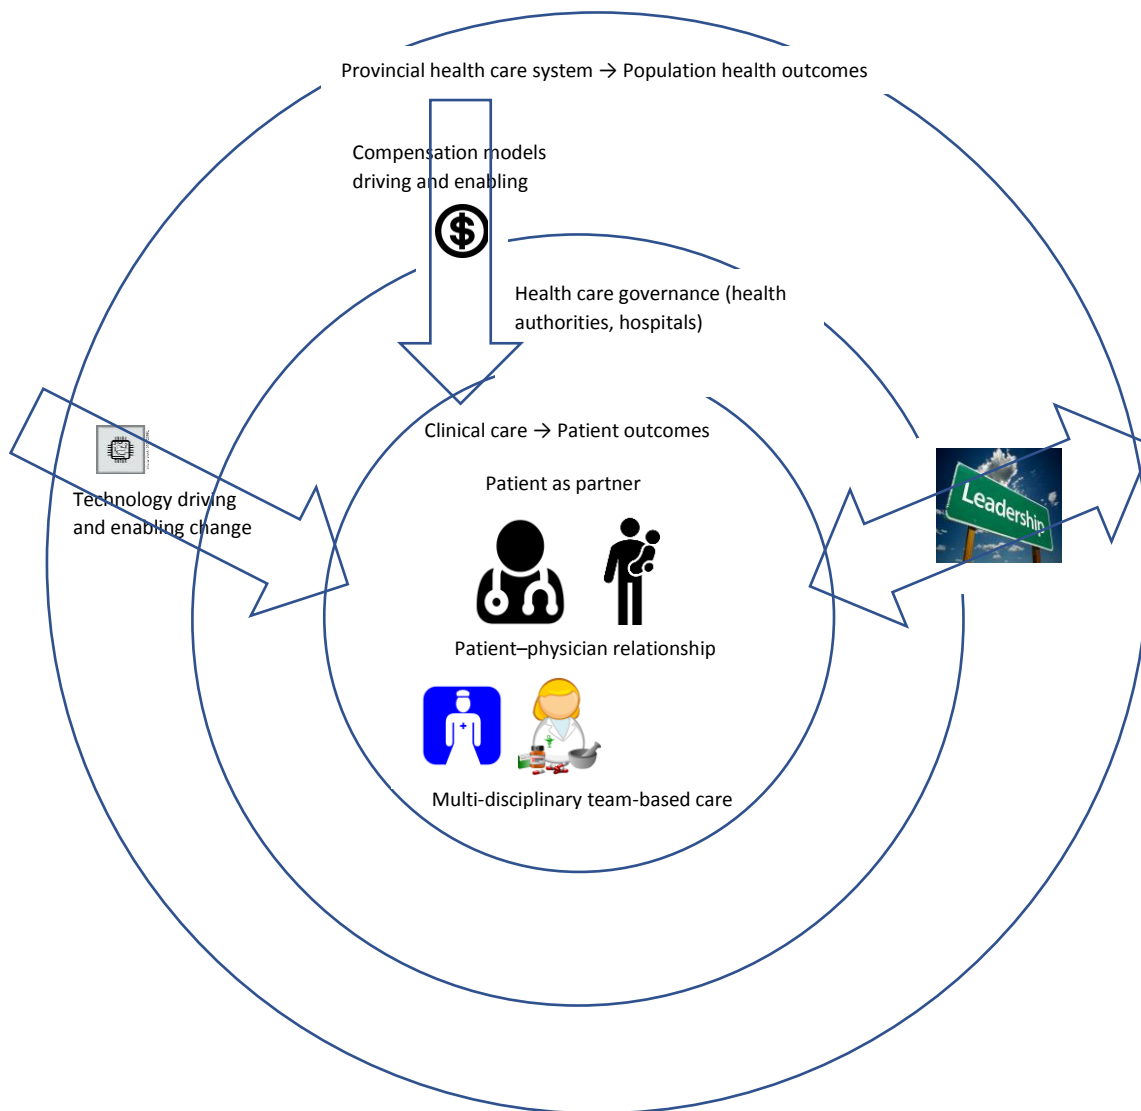 Provincial health care system → Population health outcomes
Compensation models
driving and enabling
$
Health care governance (health
authorities, hospitals)
Clinical care → Patient outcomes
Technology driving
and enabling change
Patient as partner
Leadership
Patient–physician relationship
Multi-disciplinary team-based care